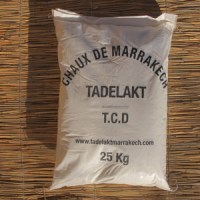 CHAUX DE MARRAKECH
TADELAKT
T.C.D
www.tadelaktmarrakech.com
25 Kg